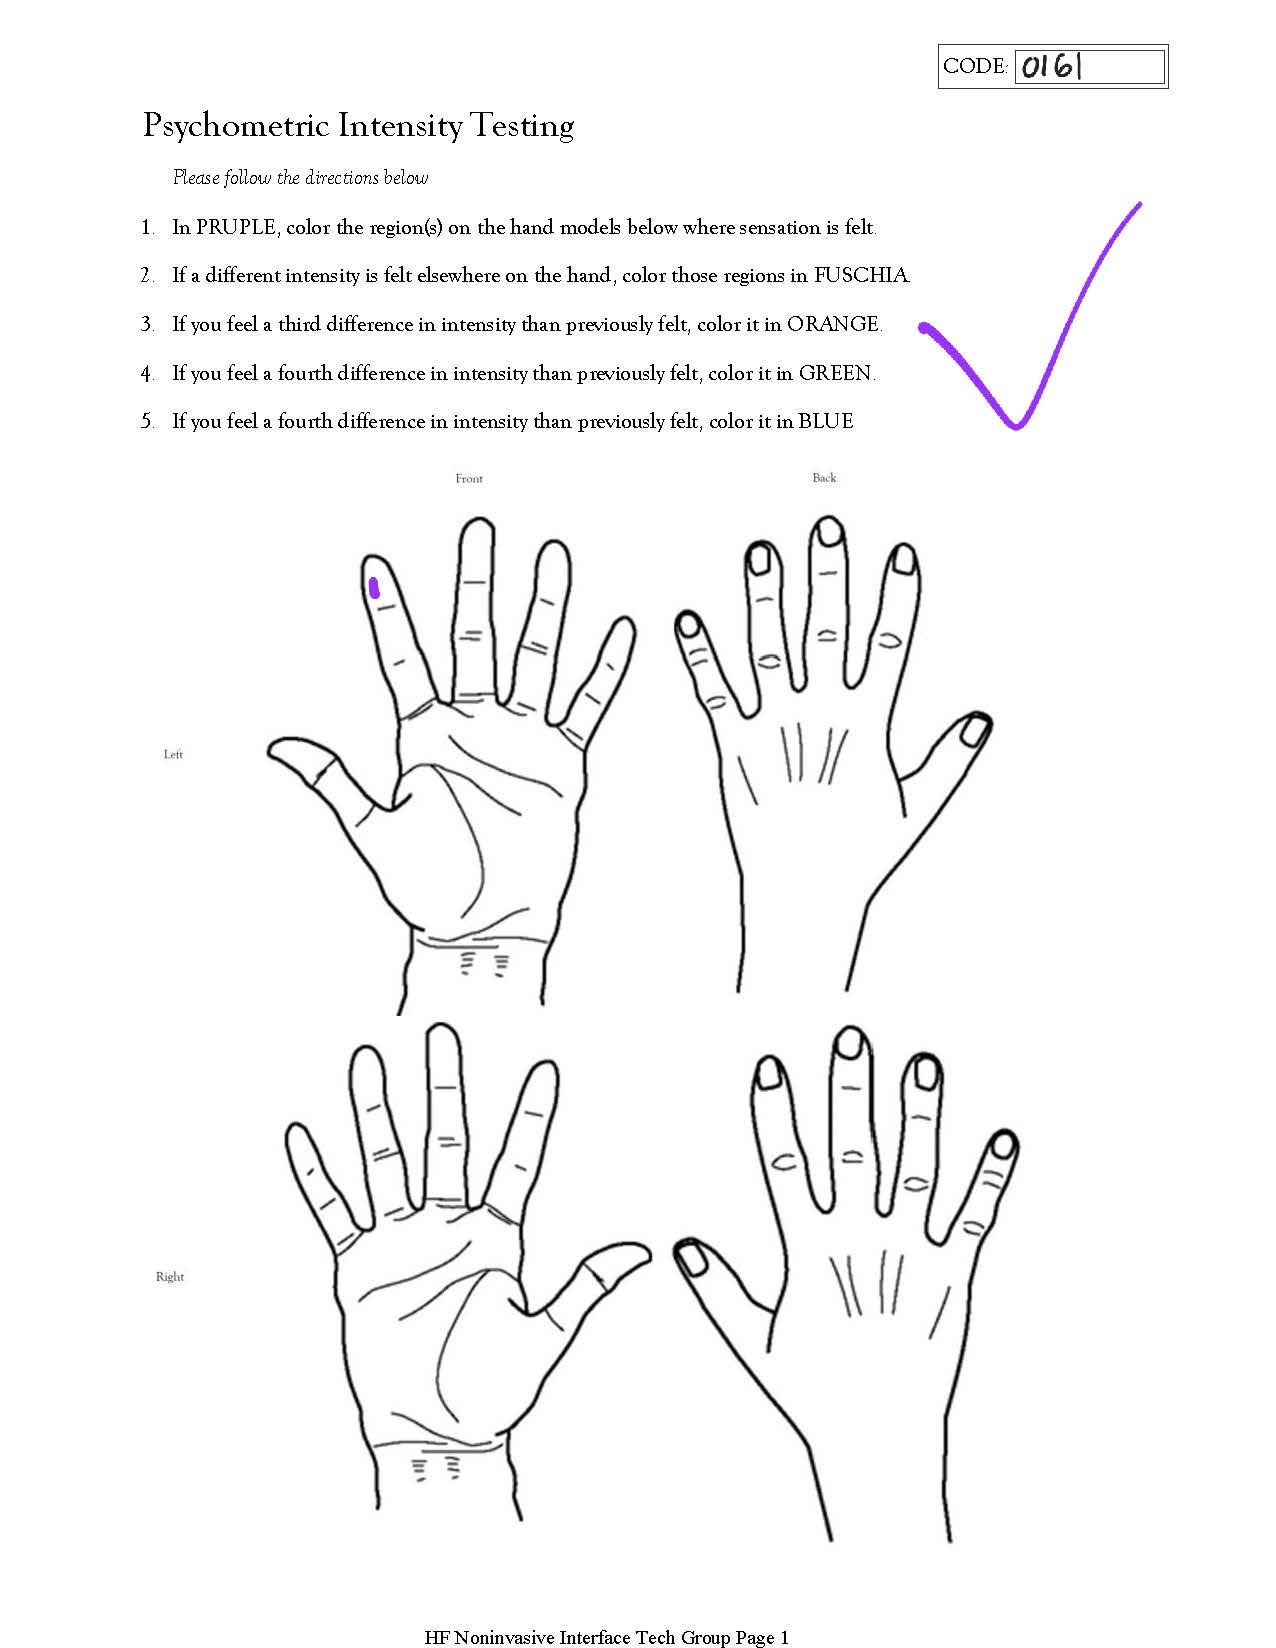 CODE: 0161
Psychometric Intensity Testing
Please follow the directions below
1. In PRUPLE, color the region(s) on the hand models below where sensation is felt.
2. If a different intensity is felt elsewhere on the hand, color those regions in FUSCHIA.
3. If you feel a third difference in intensity than previously felt, color it in ORANGE.
4. If you feel a fourth difference in intensity than previously felt, color it in GREEN.
5. If you feel a fourth difference in intensity than previously felt, color it in BLUE
Front
Back
Left
Right
HF Noninvasive Interface Tech Group Page 1